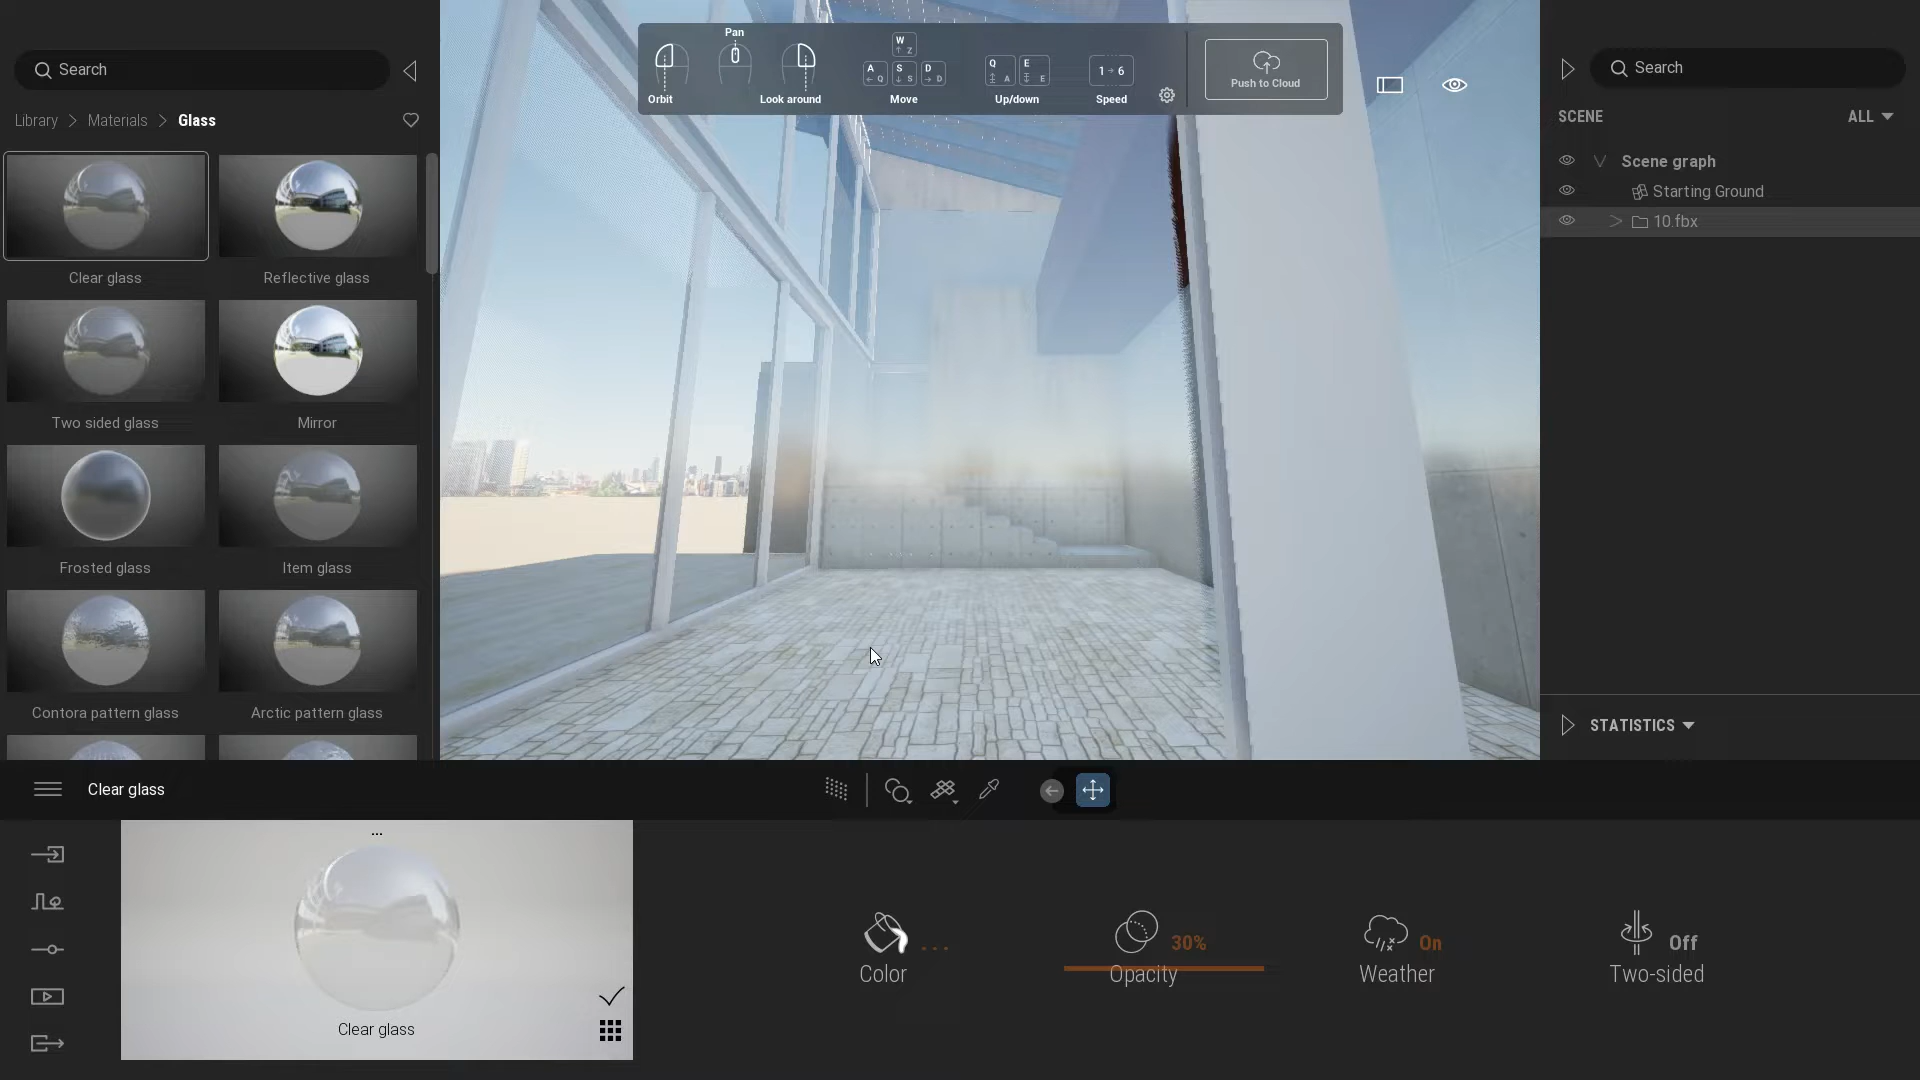 Search
Library > Materials > Glass
Clear glass
Reflective glass
Two sided glass
Mirror
Frosted glass
Item glass
Contora pattern glass
Arctic pattern glass
Pan
Orbit
Look around
W
Z
A
Q
S
S
D
D
Move
Q
A
E
E
Up/down
1 → 6
Speed
Push to Cloud
Search
SCENE
ALL
Scene graph
Starting Ground
10.fbx
STATISTICS
Clear glass
...
Clear glass
...
Color
30%
Opacity
On
Weather
Off
Two-sided